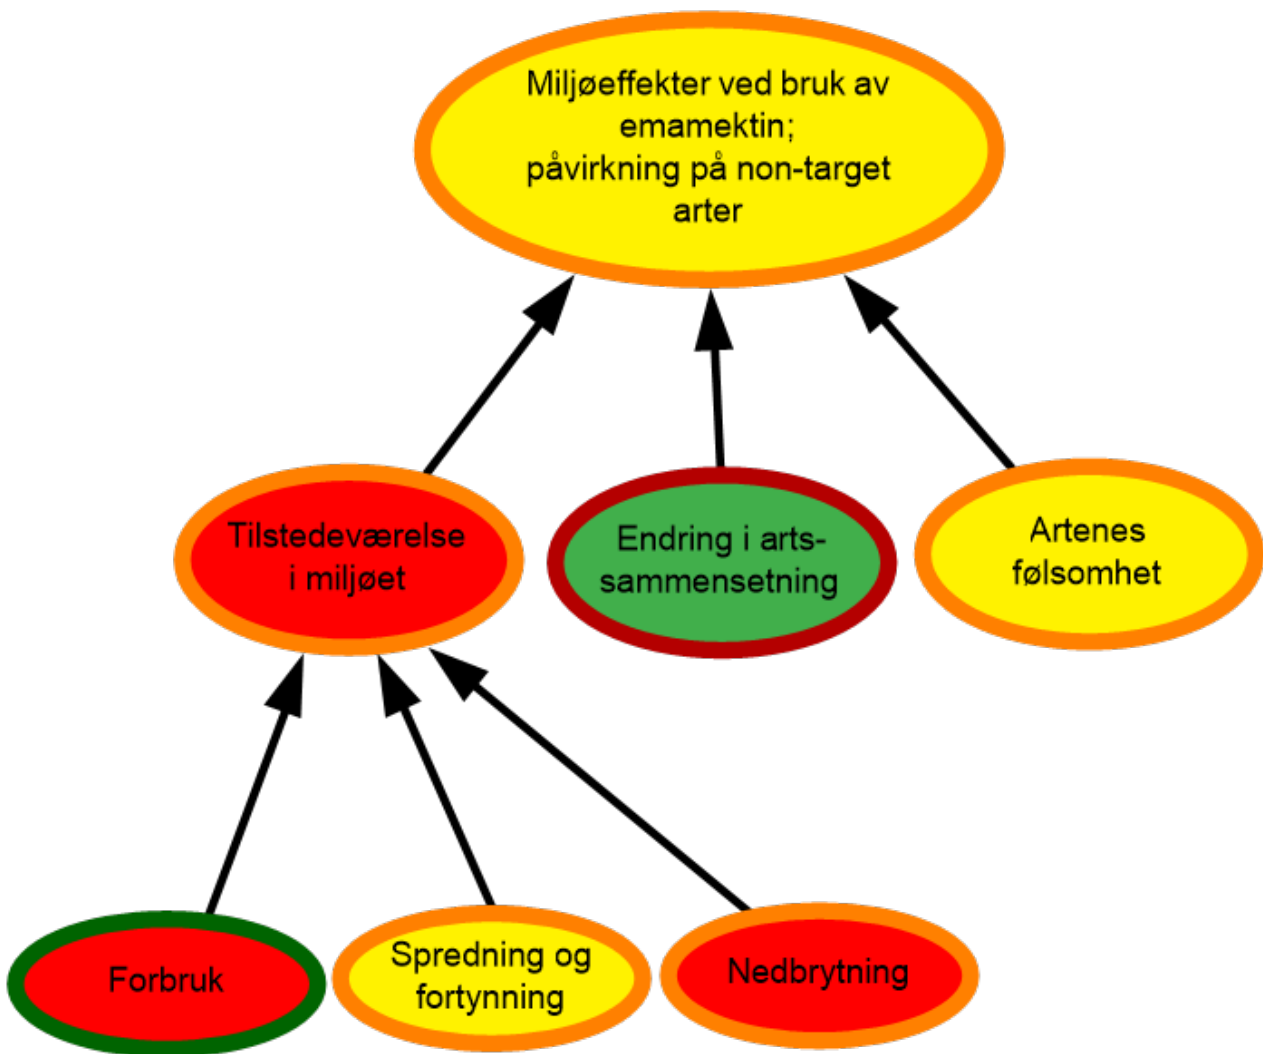 Miljøeffekter ved bruk av
emamektin;
påvirkning på non-target
arter
Tilstedeværelse
i miljøet
Endring i arts-
sammensetning
Artenes
følsomhet
Forbruk
Spredning og
fortynning
Nedbrytning